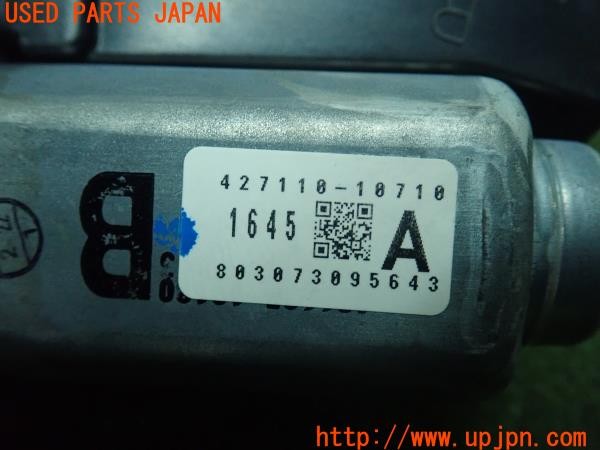 USED PARTS JAPAN
427110-10710
1645
A
803073095643
B
http://www.upjpn.com/